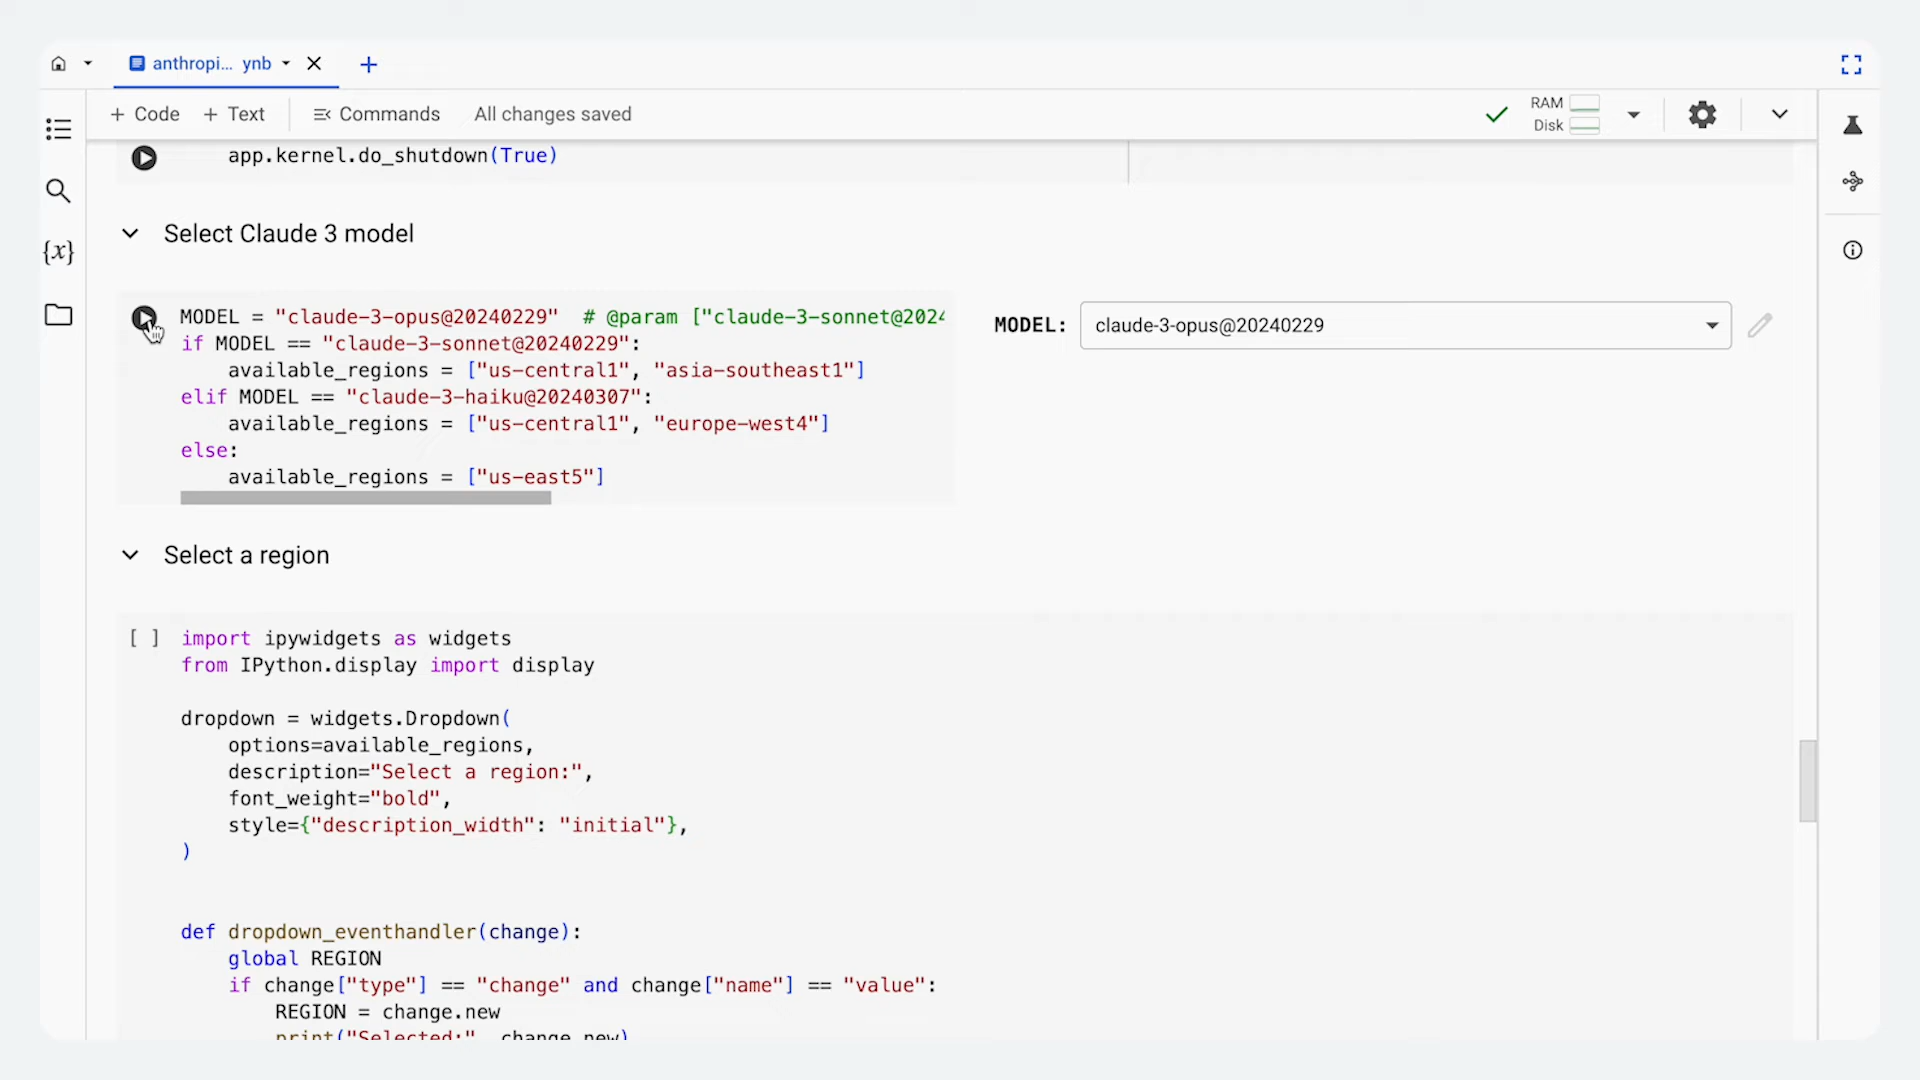 anthropi... ynb
+ Code + Text Commands All changes saved
RAM
Disk
{x}
app.kernel.do_shutdown(True)
Select Claude 3 model
MODEL = "claude-3-opus@20240229" # @param ["claude-3-sonnet@2024
if MODEL == "claude-3-sonnet@20240229":
available_regions = ["us-central1", "asia-southeast1"]
elif MODEL == "claude-3-haiku@20240307":
available_regions = ["us-central1", "europe-west4"]
else:
available_regions = ["us-east5"]
MODEL: claude-3-opus@20240229
Select a region
[ ] import ipywidgets as widgets
from IPython.display import display
dropdown = widgets.Dropdown(
options=available_regions,
description="Select a region:",
font_weight="bold",
style={"description_width": "initial"},
)
def dropdown_eventhandler(change):
global REGION
if change["type"] == "change" and change["name"] == "value":
REGION = change.new
print("Selected:", change.new)